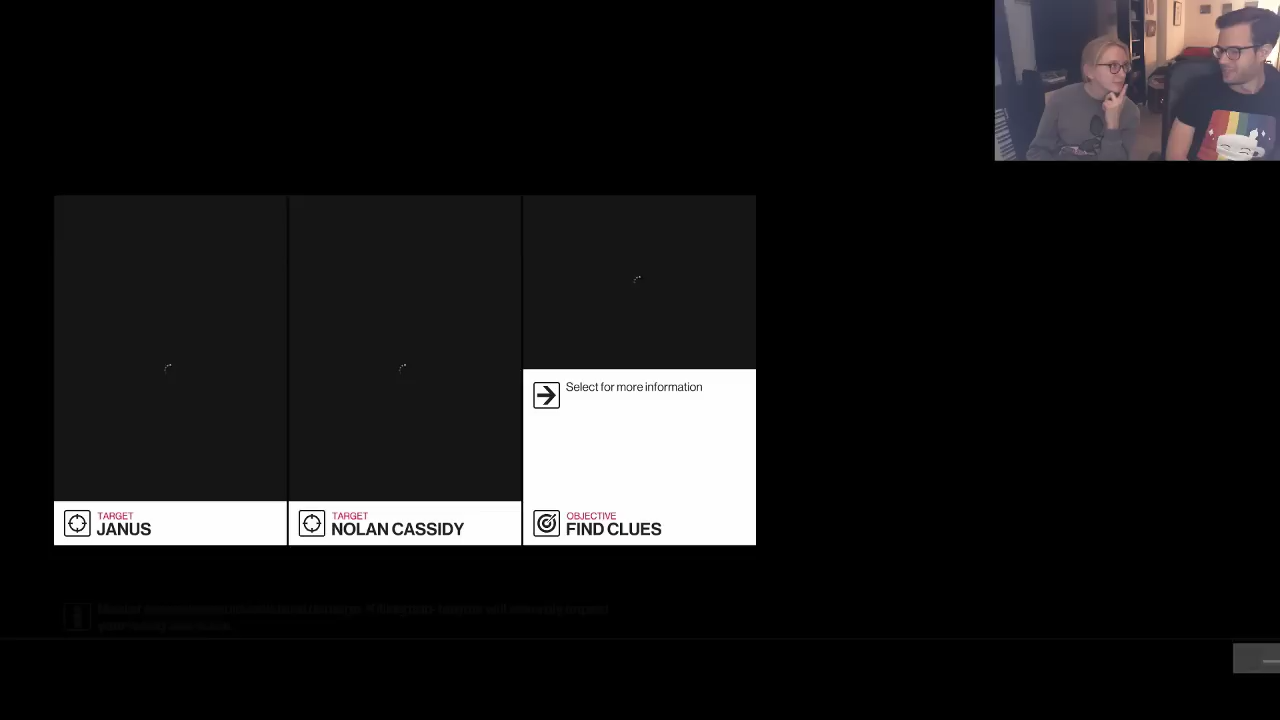 TARGET
JANUS
TARGET
NOLAN CASSIDY
Select for more information
OBJECTIVE
FIND CLUES